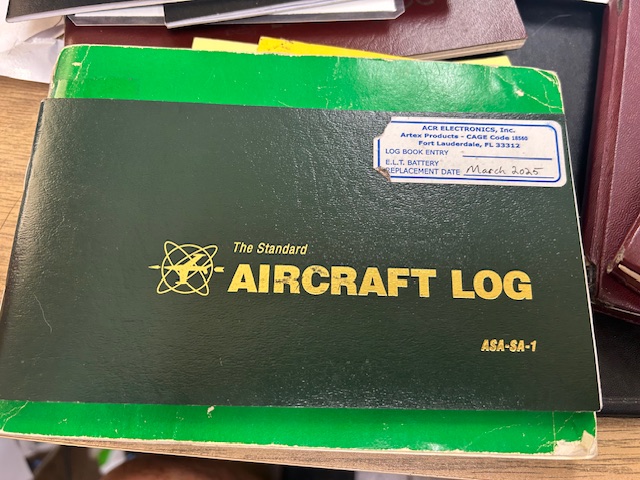 ACR ELECTRONICS, Inc.
Artex Products - CAGE Code 18560
Fort Lauderdale, FL 33312
LOG BOOK ENTRY
E.L.T. BATTERY
REPLACEMENT DATE March 2025
The Standard
AIRCRAFT LOG
ASA-SA-1